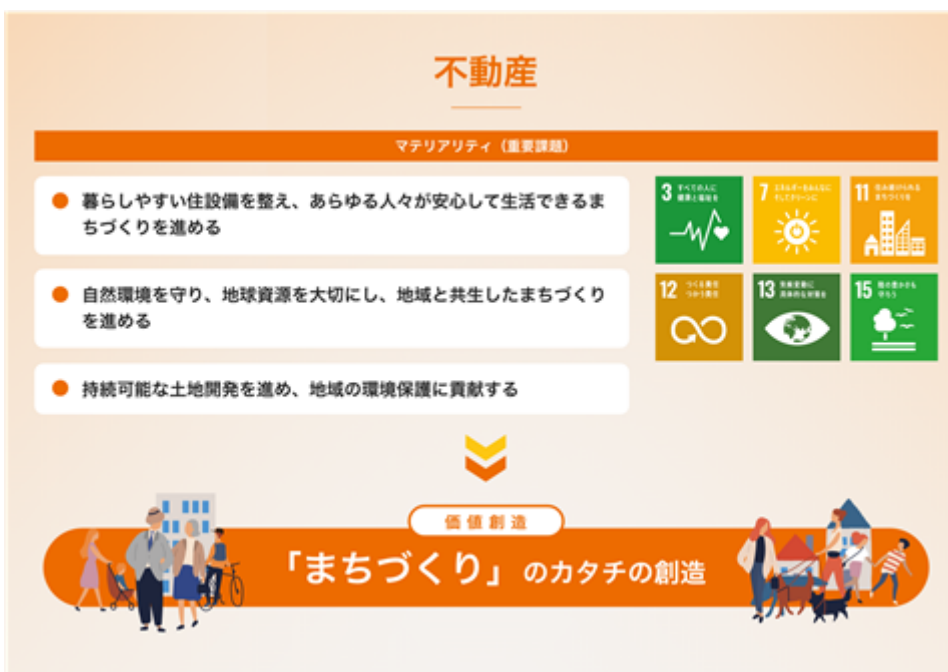 不動産
マテリアリティ（重要課題）
暮らしやすい住設備を整え、あらゆる人々が安心して生活できるま
ちづくりを進める
自然環境を守り、地球資源を大切にし、地域と共生したまちづくり
を進める
持続可能な土地開発を進め、地域の環境保護に貢献する
3 すべての人に
健康と福祉を
7 エネルギーをみんなに
そしてクリーンに
11 住み続けられる
まちづくりを
12 つくる責任
つかう責任
13 気候変動に
具体的な対策を
15 陸の豊かさも
守ろう
価値創造
「まちづくり」のカタチの創造